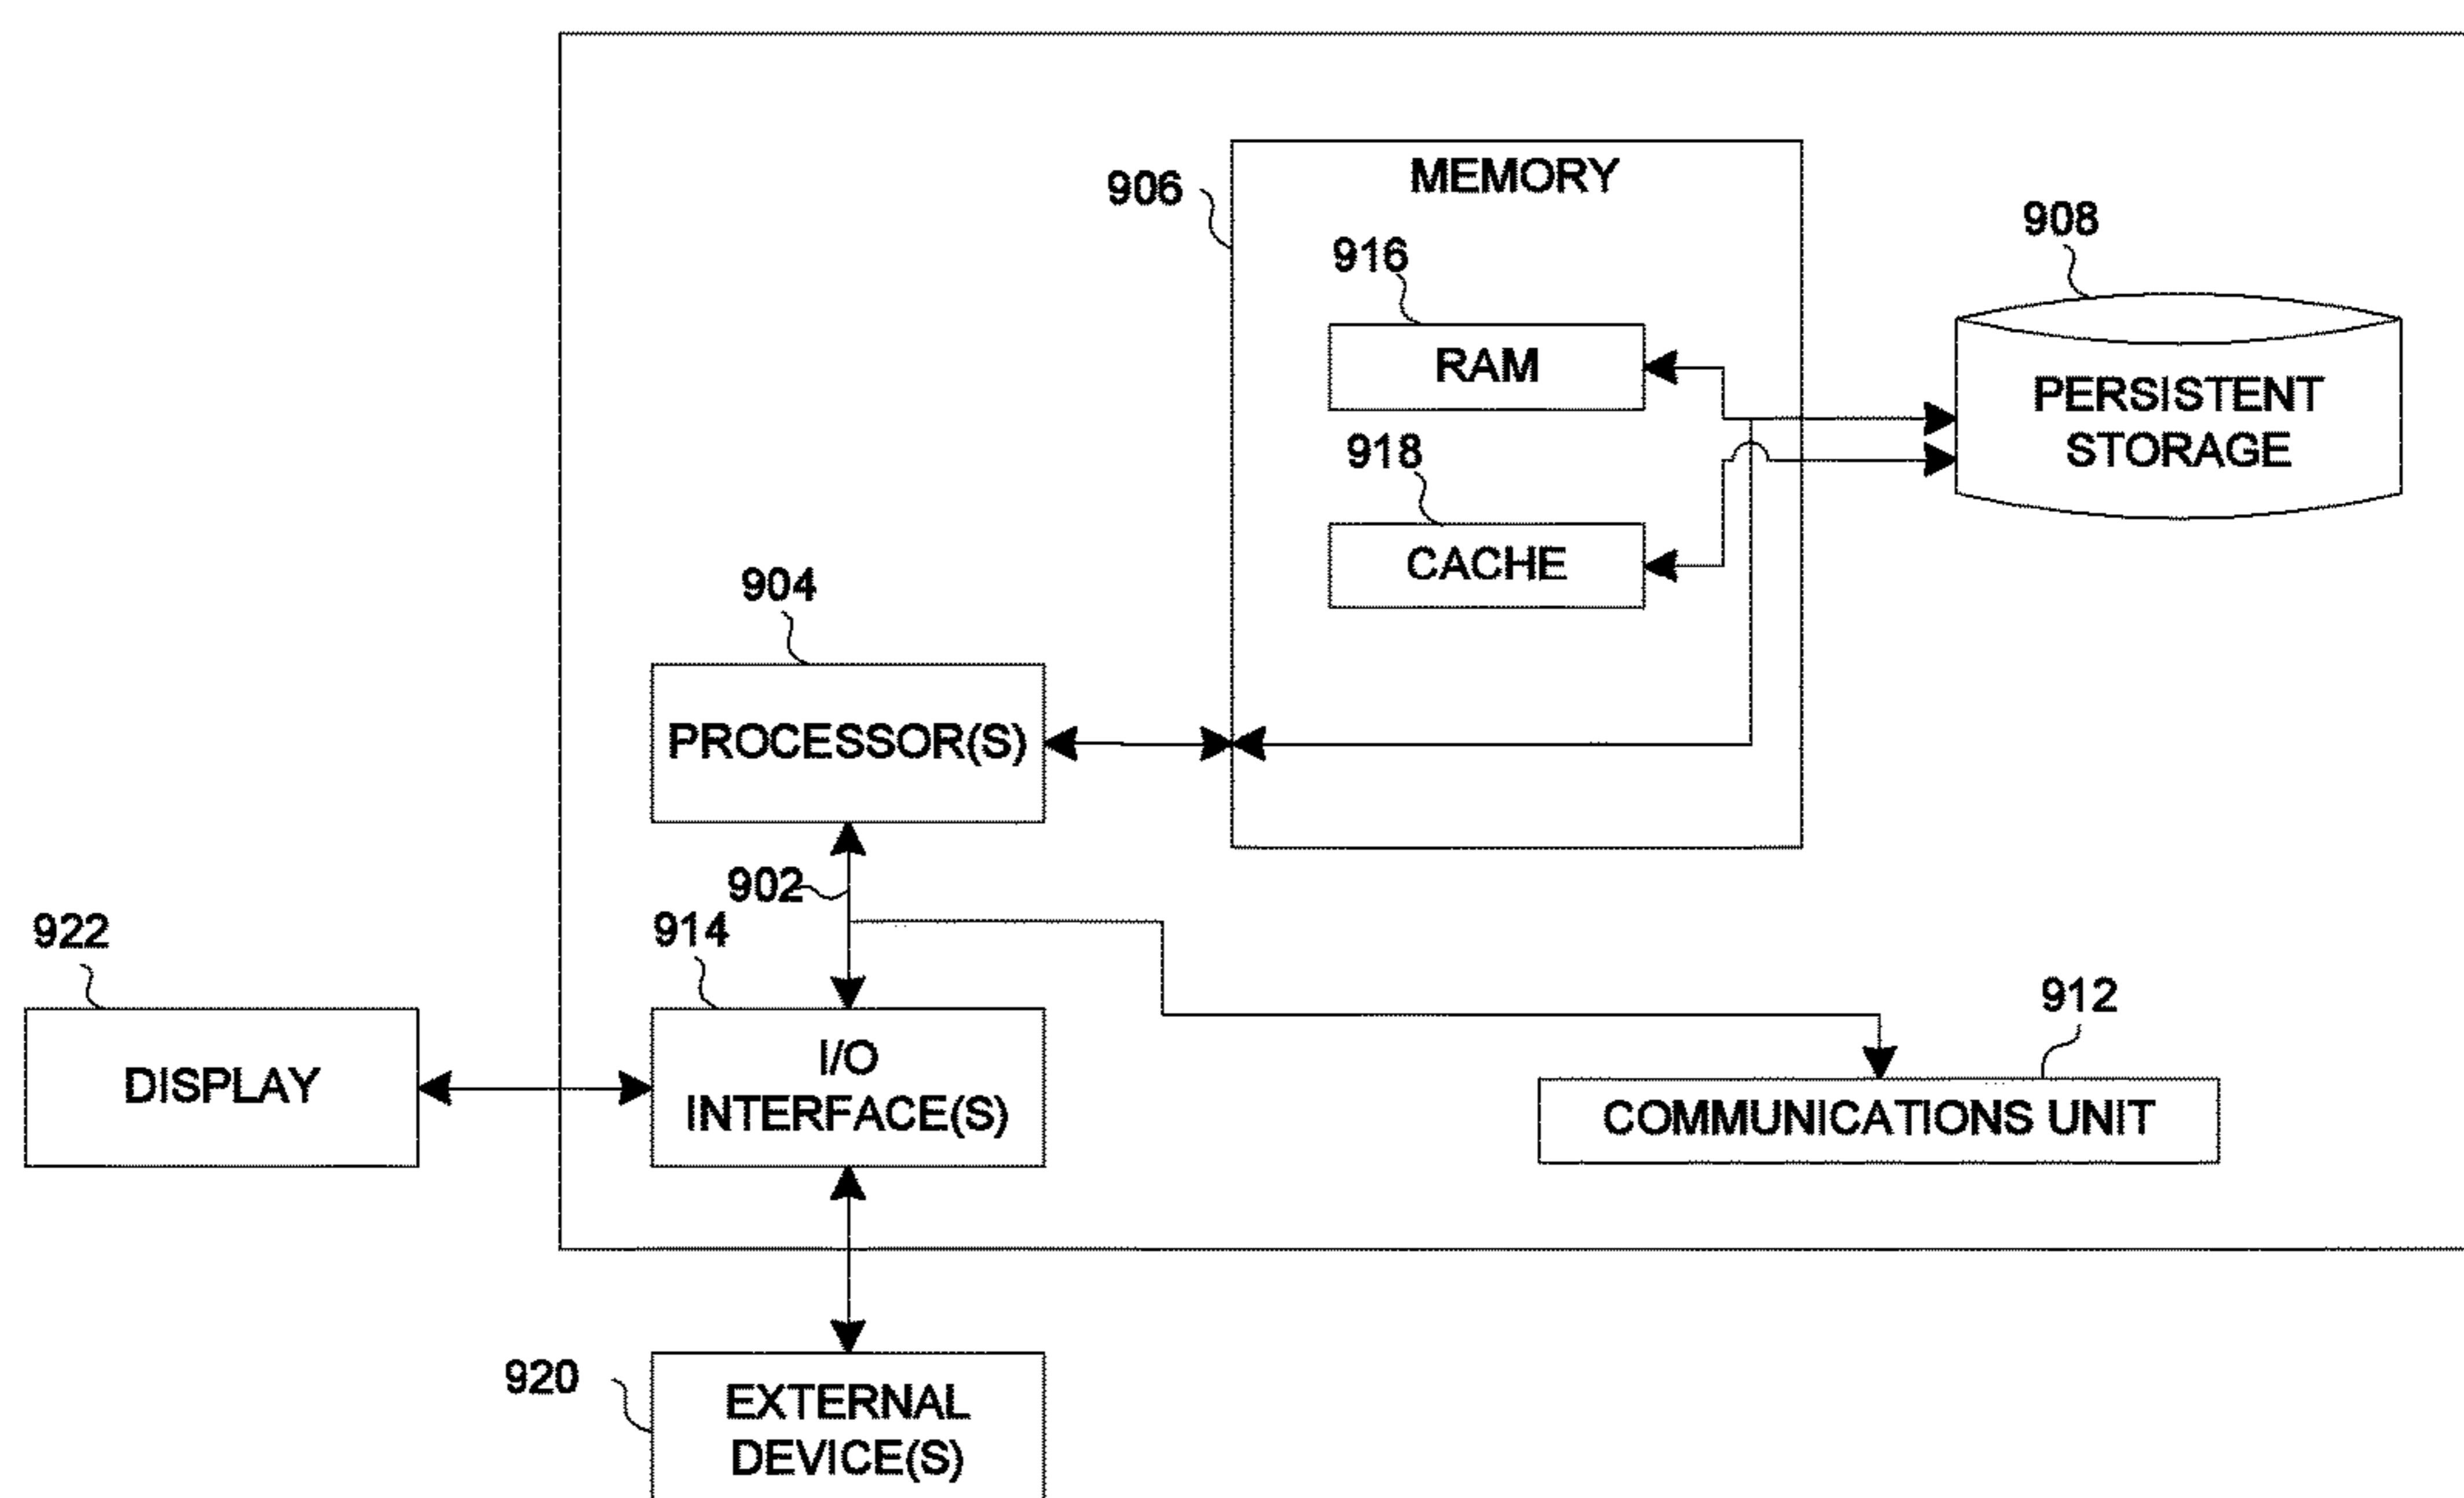 906
MEMORY
908
916
RAM
PERSISTENT
STORAGE
918
CACHE
904
PROCESSOR(S)
902
914
922
912
DISPLAY
I/O
INTERFACE(S)
COMMUNICATIONS UNIT
920
EXTERNAL
DEVICE(S)